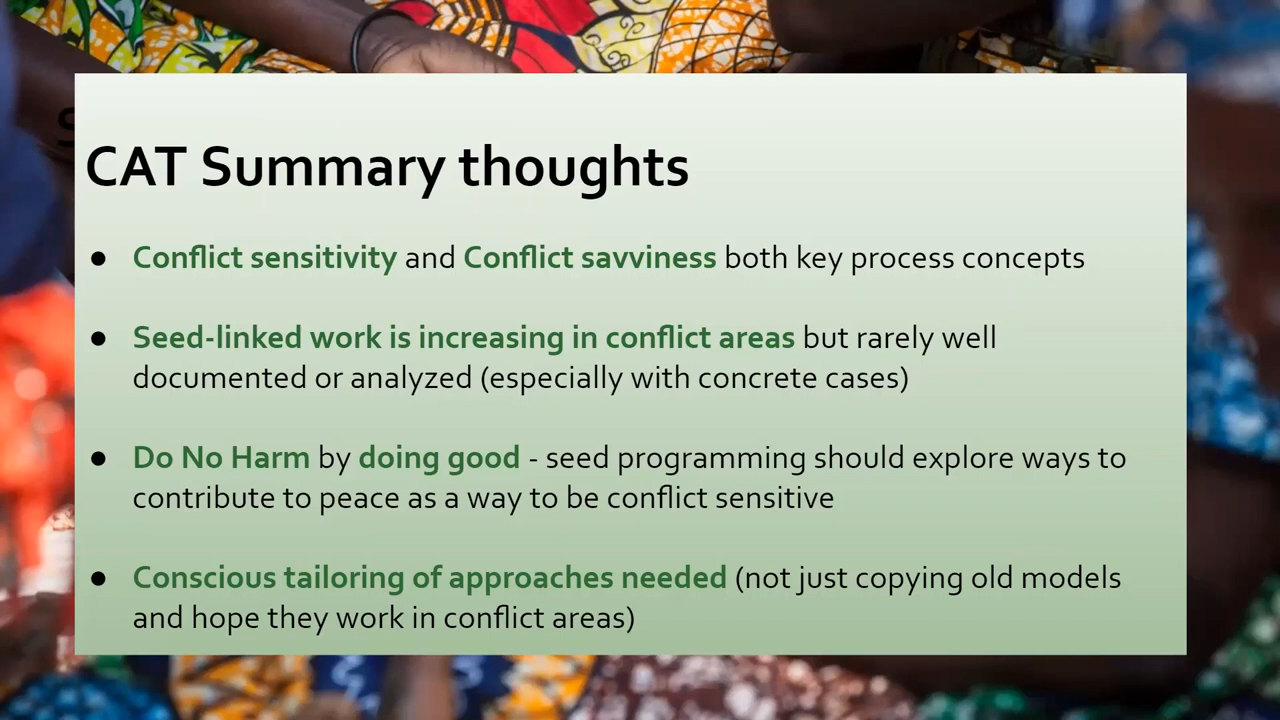 CAT Summary thoughts
● Conflict sensitivity and Conflict savviness both key process concepts
● Seed-linked work is increasing in conflict areas but rarely well
documented or analyzed (especially with concrete cases)
● Do No Harm by doing good - seed programming should explore ways to
contribute to peace as a way to be conflict sensitive
● Conscious tailoring of approaches needed (not just copying old models
and hope they work in conflict areas)